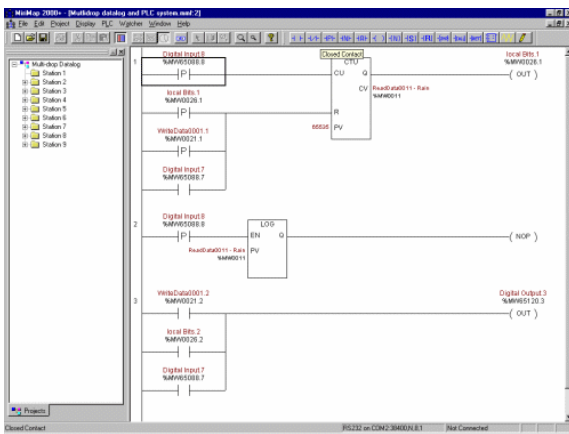 MiniMap 2000+ - [Multidrop datalog and PLC system.nmt:2]
File Edit Project Display PLC Watches Window Help
Multi-drop Datalog
Station 1
Station 2
Station 3
Station 4
Station 5
Station 6
Station 7
Station 8
Station 9
Projects
1
Digital Input.8
%MW65088.8
P
Closed Contact
CTU
CU Q
CV
ReadData0011 - Rain
%MW0011
R
65535 PV
local Bits.1
%MW0026.1
( OUT )
local Bits.1
%MW0026.1
P
WriteData0001.1
%MW0021.1
P
Digital Input.7
%MW65088.7
2
Digital Input.8
%MW65088.8
P
LOG
EN Q
ReadData0011 - Rain PV
%MW0011
( NOP )
3
WriteData0001.2
%MW0021.2
Digital Output.3
%MW65120.3
( OUT )
local Bits.2
%MW0026.2
Digital Input.7
%MW65088.7
Closed Contact
RS232 on COM2:38400,N,8,1
Not Connected